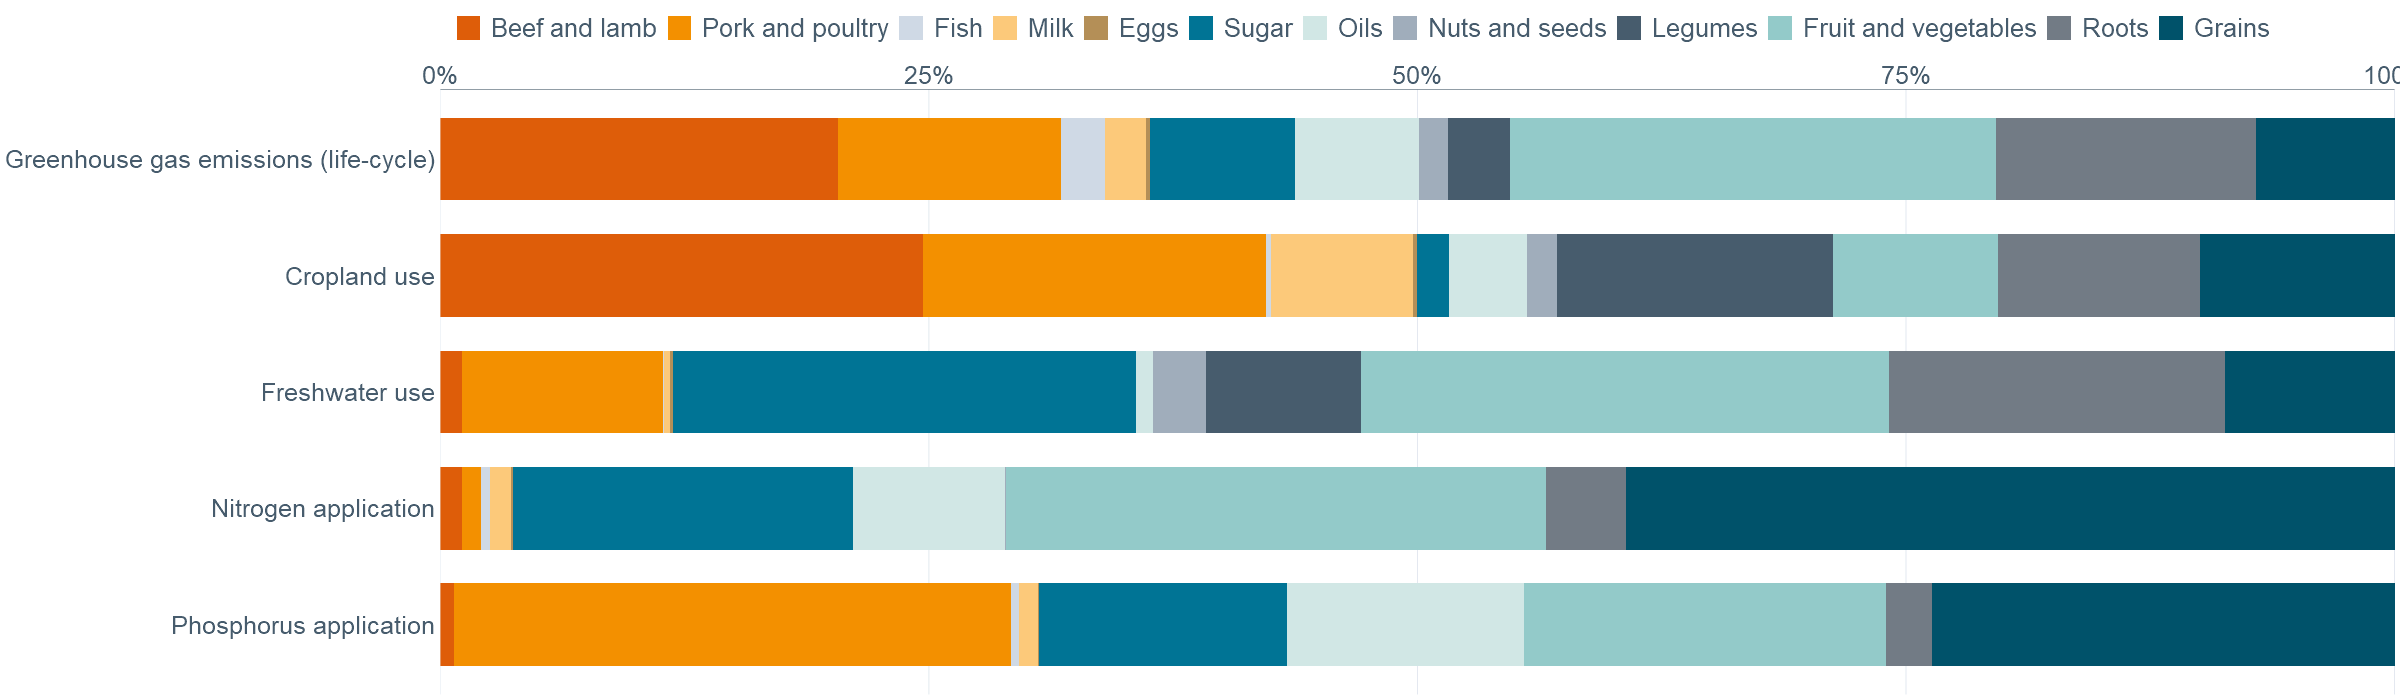 Beef and lamb Pork and poultry Fish Milk Eggs Sugar Oils Nuts and seeds Legumes Fruit and vegetables Roots Grains
0% 25% 50% 75% 100
Greenhouse gas emissions (life-cycle)
Cropland use
Freshwater use
Nitrogen application
Phosphorus application